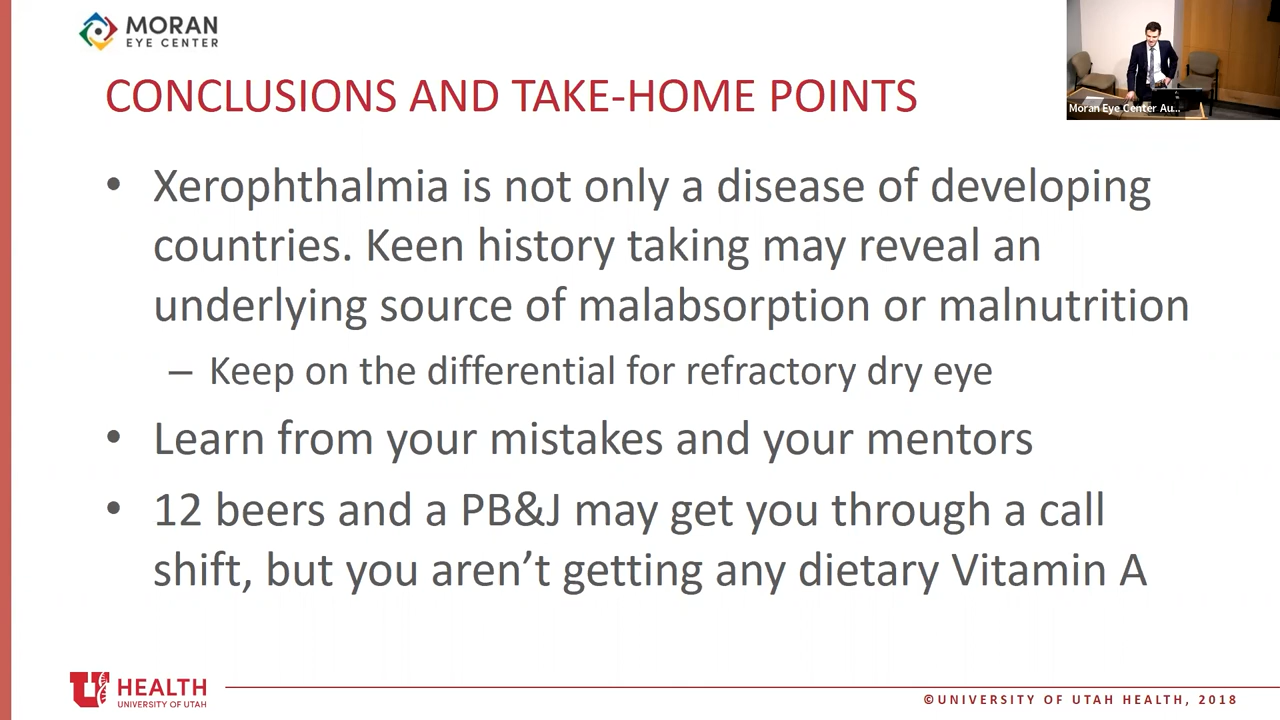 MORAN
EYE CENTER
Moran Eye Center Au...
CONCLUSIONS AND TAKE-HOME POINTS
• Xerophthalmia is not only a disease of developing
countries. Keen history taking may reveal an
underlying source of malabsorption or malnutrition
– Keep on the differential for refractory dry eye
• Learn from your mistakes and your mentors
• 12 beers and a PB&J may get you through a call
shift, but you aren’t getting any dietary Vitamin A
U HEALTH
UNIVERSITY OF UTAH
©UNIVERSITY OF UTAH HEALTH, 2018